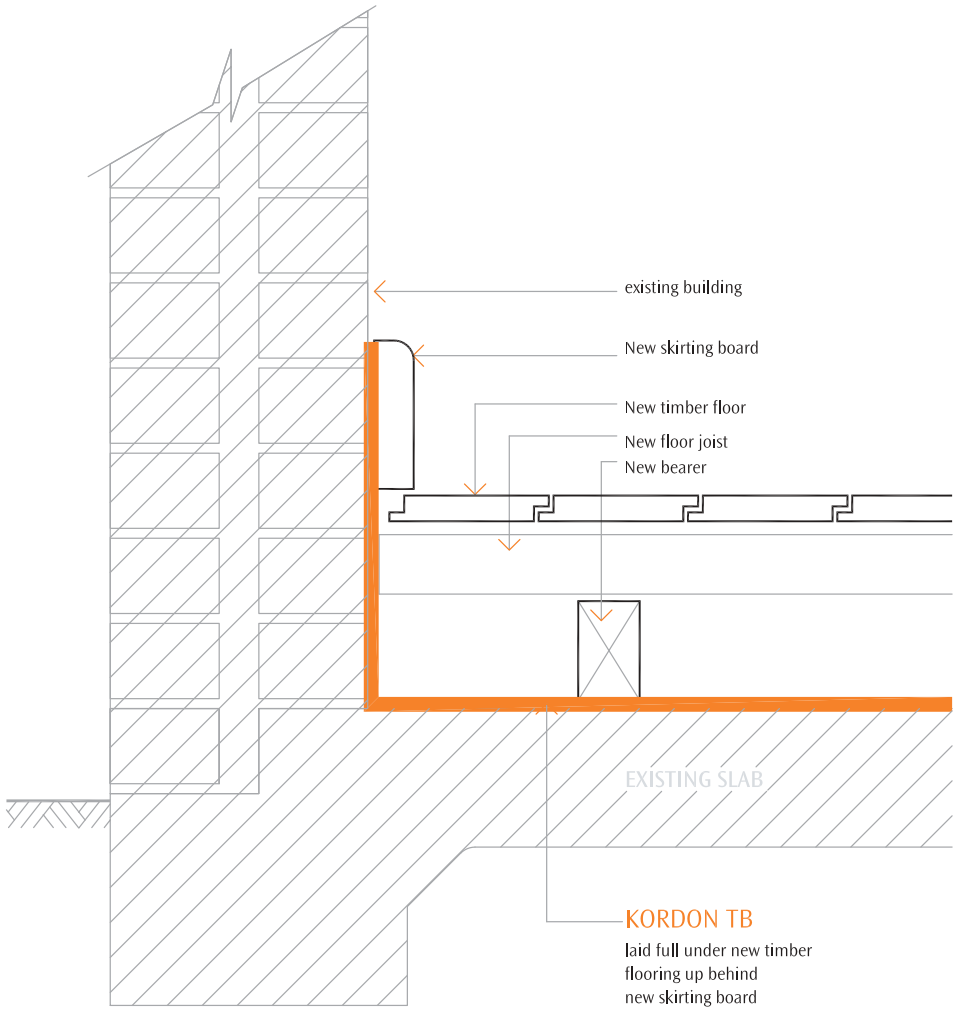 existing building
New skirting board
New timber floor
New floor joist
New bearer
EXISTING SLAB
KORDON TB
laid full under new timber
flooring up behind
new skirting board